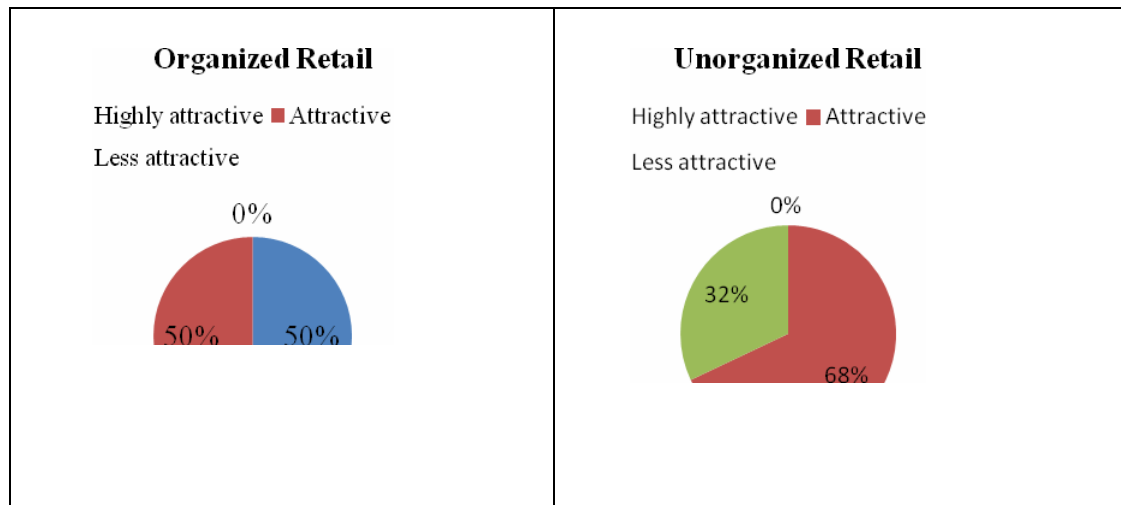 Organized Retail
Highly attractive Attractive
Less attractive
0%
50% 50%
Unorganized Retail
Highly attractive Attractive
Less attractive
0%
32%
68%